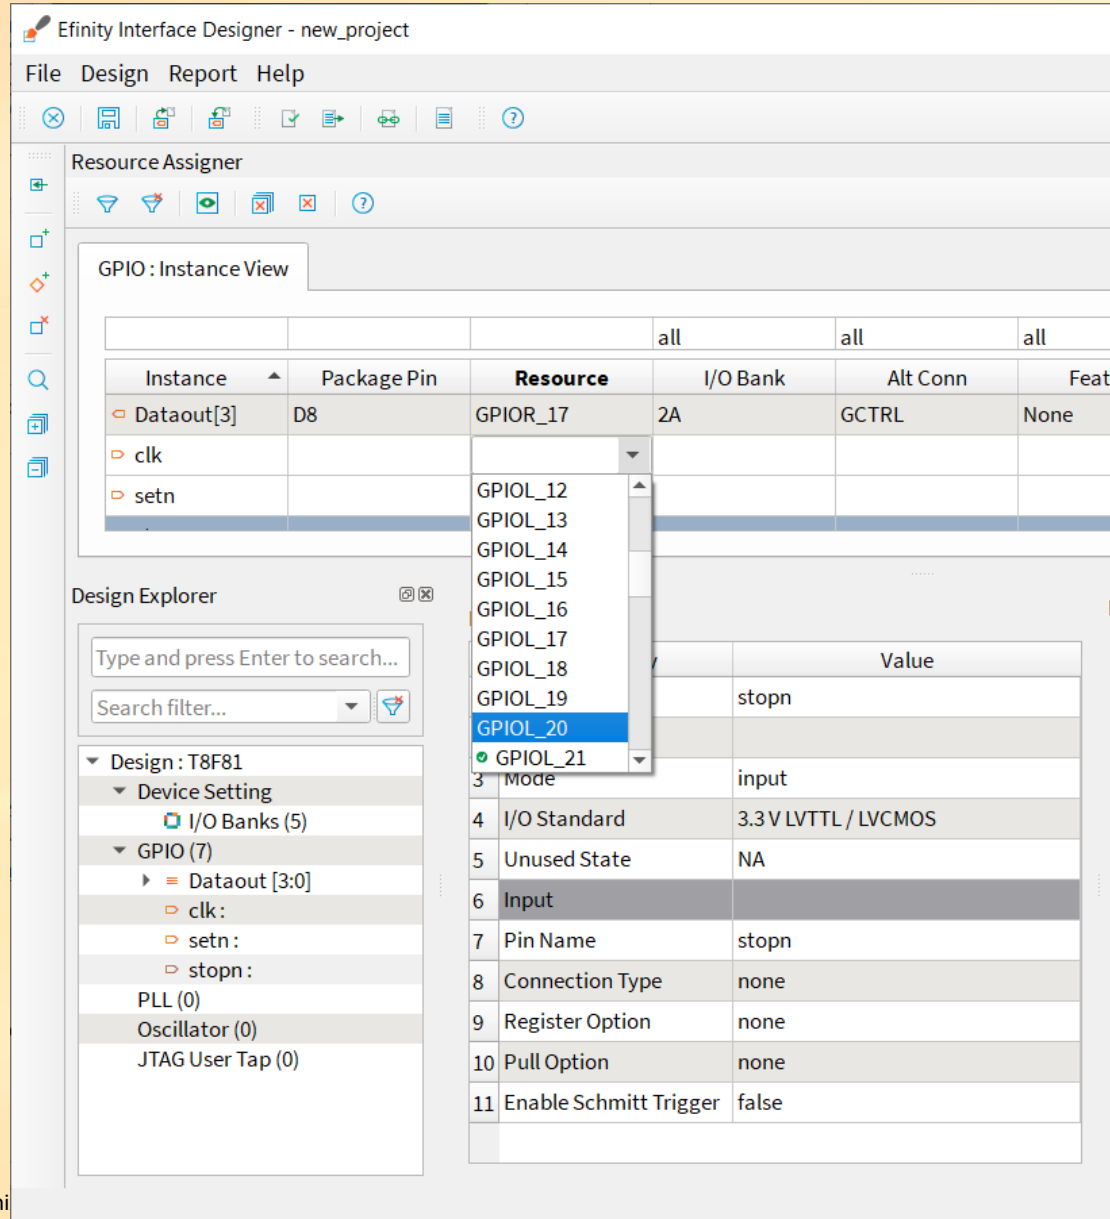 Efinity Interface Designer - new_project
File Design Report Help
Resource Assigner
GPIO : Instance View
all all all
Instance Package Pin Resource I/O Bank Alt Conn Feat
Dataout[3] D8 GPIOR_17 2A GCTRL None
clk
setn
GPIOL_12
GPIOL_13
GPIOL_14
GPIOL_15
GPIOL_16
GPIOL_17
GPIOL_18
GPIOL_19
GPIOL_20
GPIOL_21
Design Explorer
Type and press Enter to search...
Search filter...
Design : T8F81
Device Setting
I/O Banks (5)
GPIO (7)
Dataout [3:0]
clk :
setn :
stopn :
PLL (0)
Oscillator (0)
JTAG User Tap (0)
y Value
stopn
3 Mode input
4 I/O Standard 3.3 V LVTTL / LVCMOS
5 Unused State NA
6 Input
7 Pin Name stopn
8 Connection Type none
9 Register Option none
10 Pull Option none
11 Enable Schmitt Trigger false